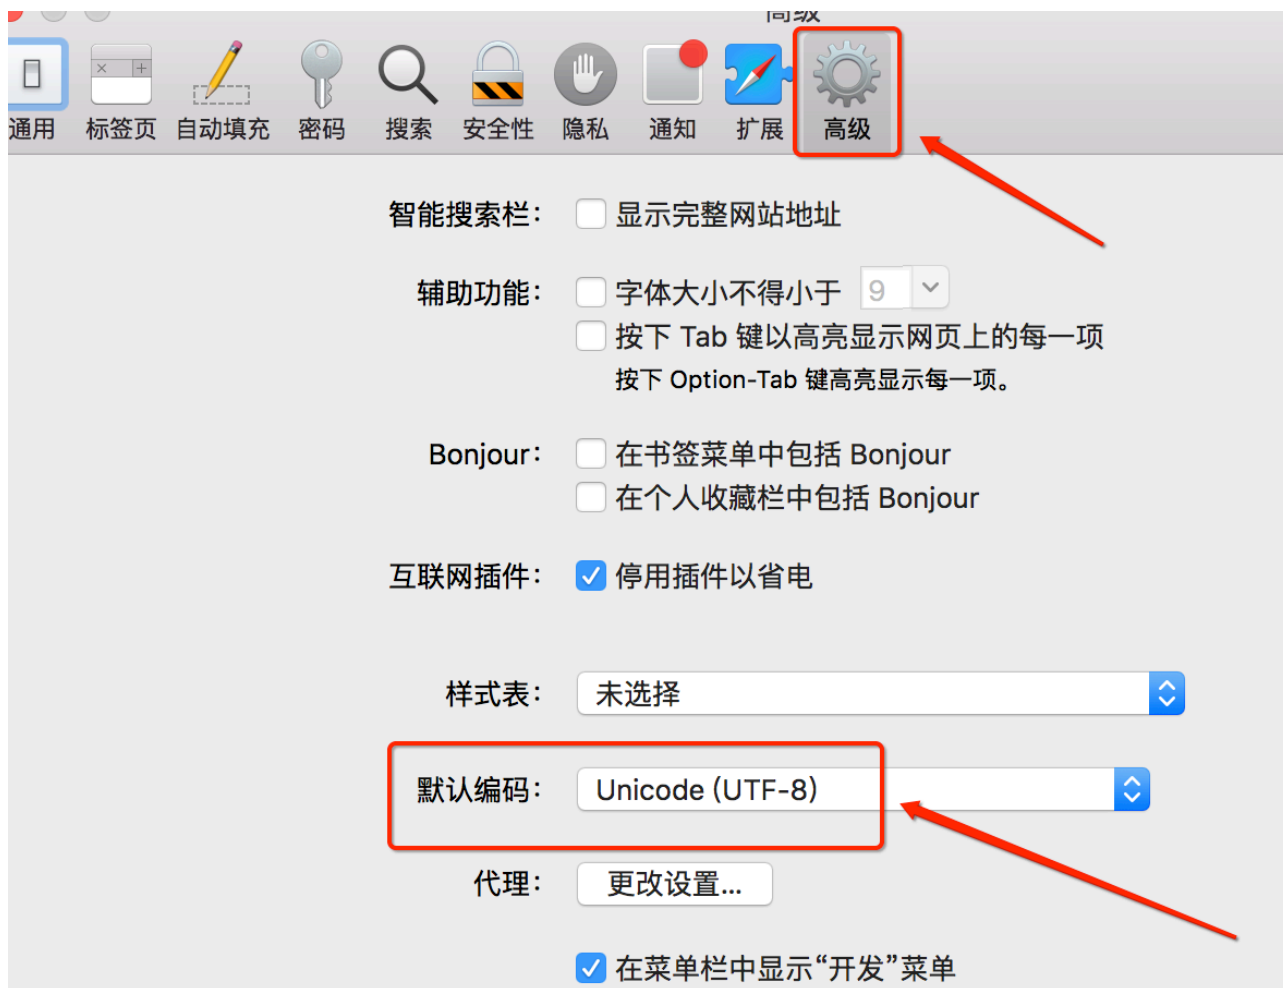 高级
通用 标签页 自动填充 密码 搜索 安全性 隐私 通知 扩展 高级
智能搜索栏： 显示完整网站地址
辅助功能： 字体大小不得小于 9
按下 Tab 键以高亮显示网页上的每一项
按下 Option-Tab 键高亮显示每一项。
Bonjour： 在书签菜单中包括 Bonjour
在个人收藏栏中包括 Bonjour
互联网插件： 停用插件以省电
样式表： 未选择
默认编码： Unicode (UTF-8)
代理： 更改设置...
在菜单栏中显示“开发”菜单